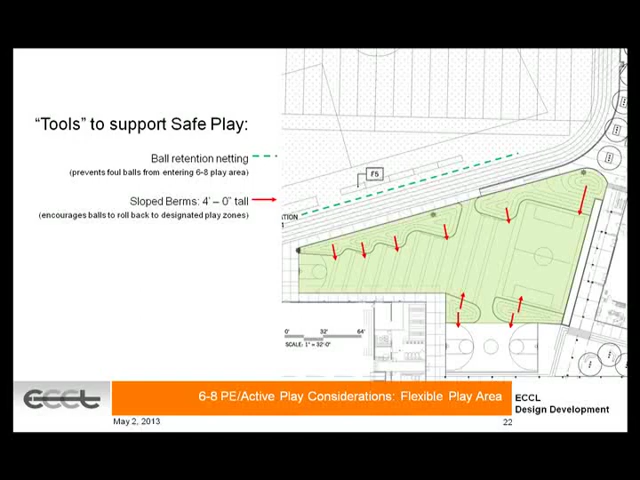 "Tools" to support Safe Play:
Ball retention netting
(prevents foul balls from entering 6-8 play area)
Sloped Berms: 4' – 0" tall
(encourages balls to roll back to designated play zones)
F5
0' 32' 64'
SCALE: 1" = 32'-0"
ECCL
6-8 PE/Active Play Considerations: Flexible Play Area
ECCL
Design Development
May 2, 2013
22